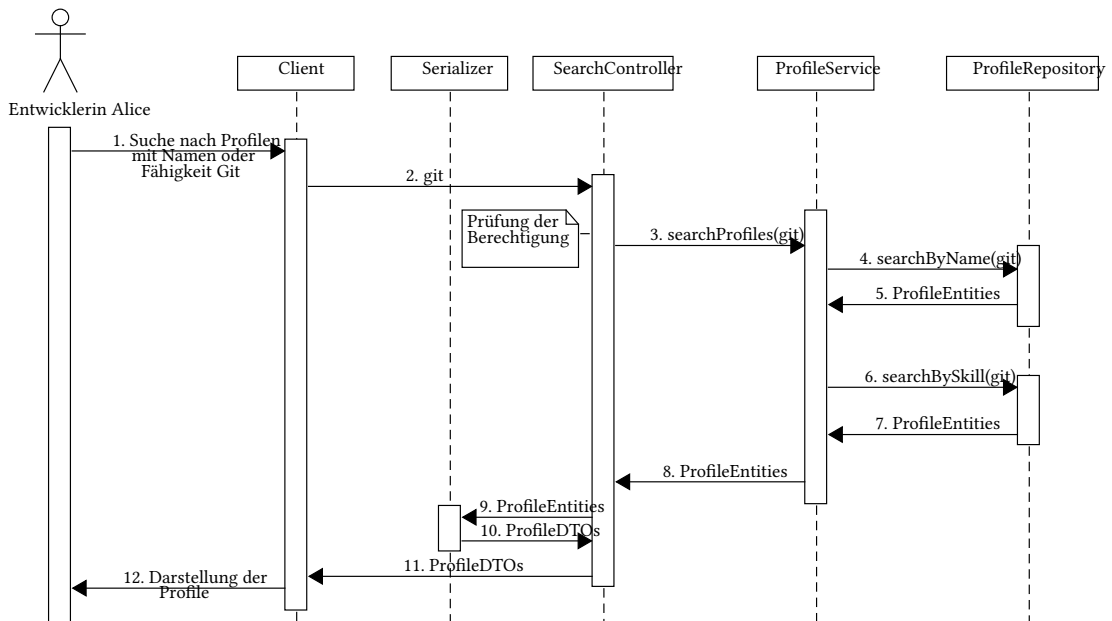 Client
Serializer
SearchController
ProfileService
ProfileRepository
Entwicklerin Alice
1. Suche nach Profilen
mit Namen oder
Fähigkeit Git
2. git
Prüfung der
Berechtigung
3. searchProfiles(git)
4. searchByName(git)
5. ProfileEntities
6. searchBySkill(git)
7. ProfileEntities
8. ProfileEntities
9. ProfileEntities
10. ProfileDTOs
11. ProfileDTOs
12. Darstellung der
Profile